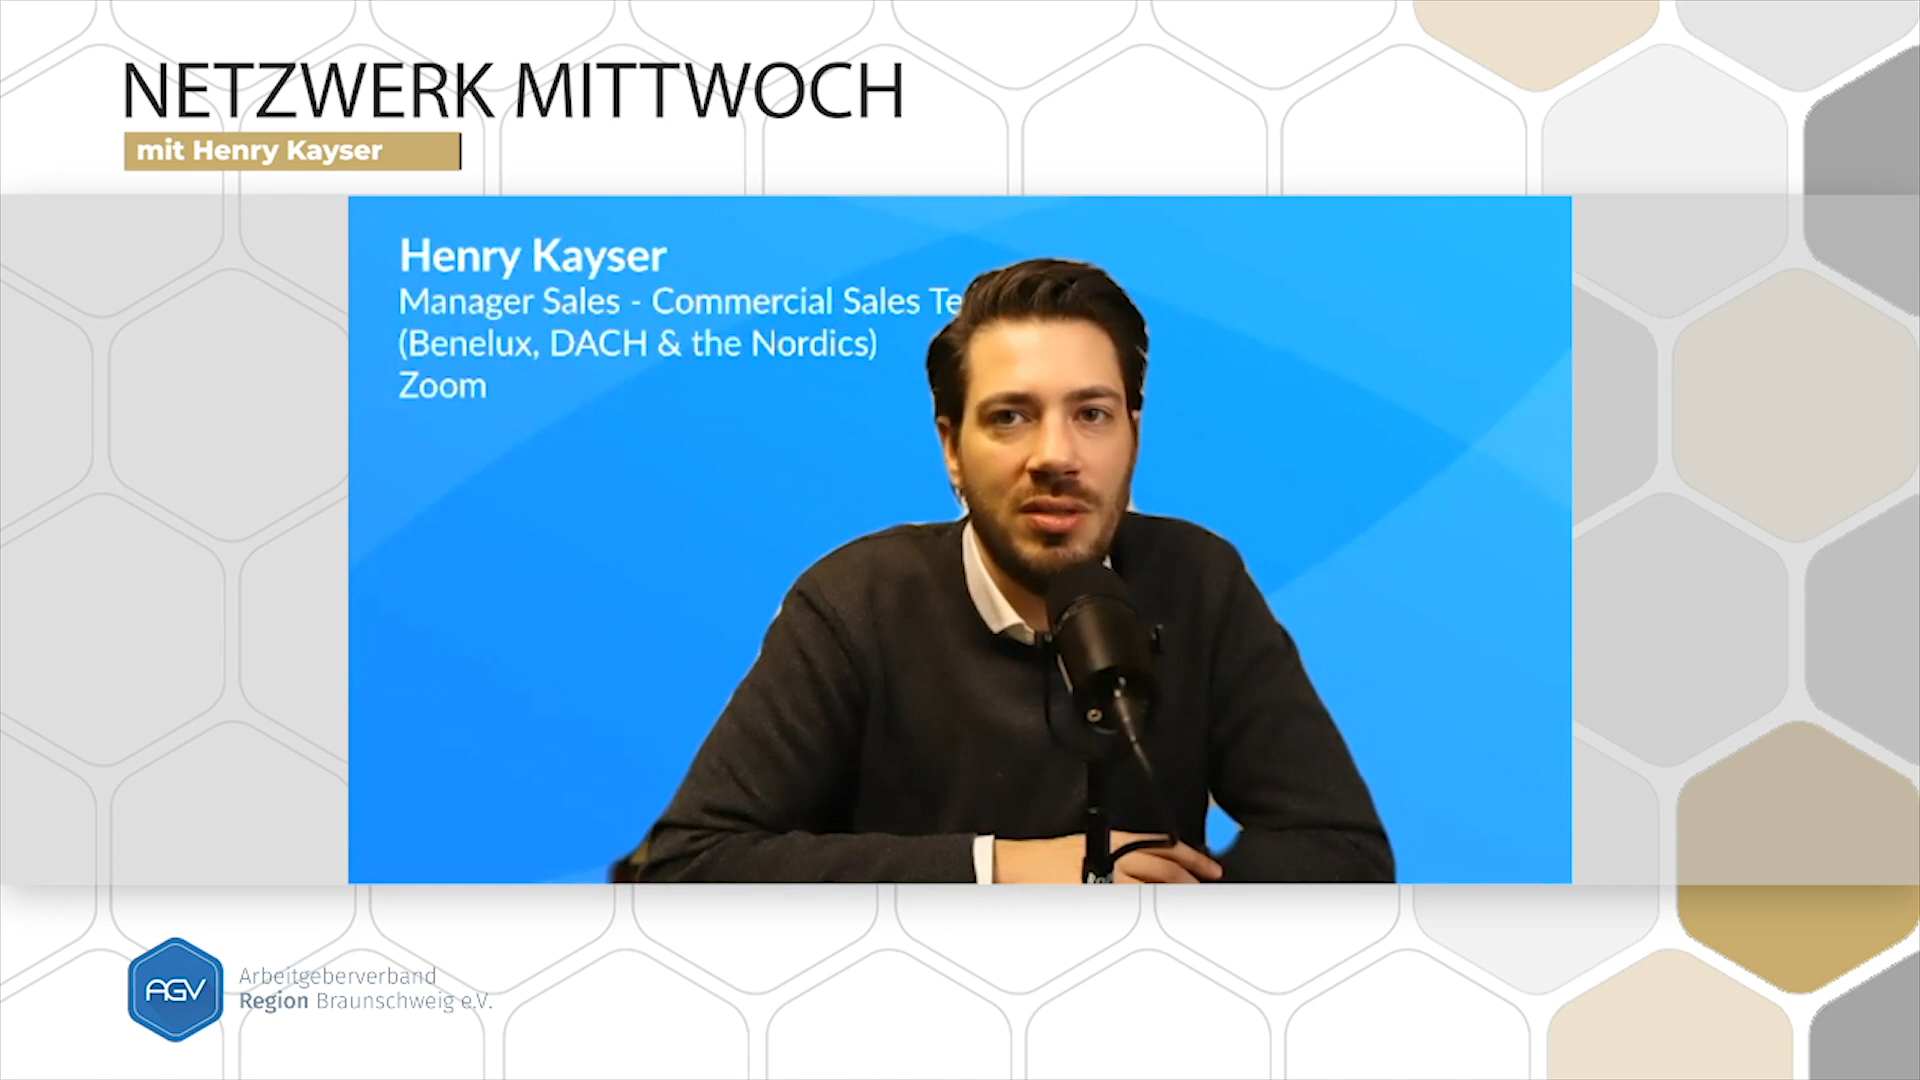 NETZWERK MITTWOCH
mit Henry Kayser
Henry Kayser
Manager Sales - Commercial Sales
(Benelux, DACH & the Nordics)
Zoom
AGV
Arbeitgeberverband
Region Braunschweig e.V.